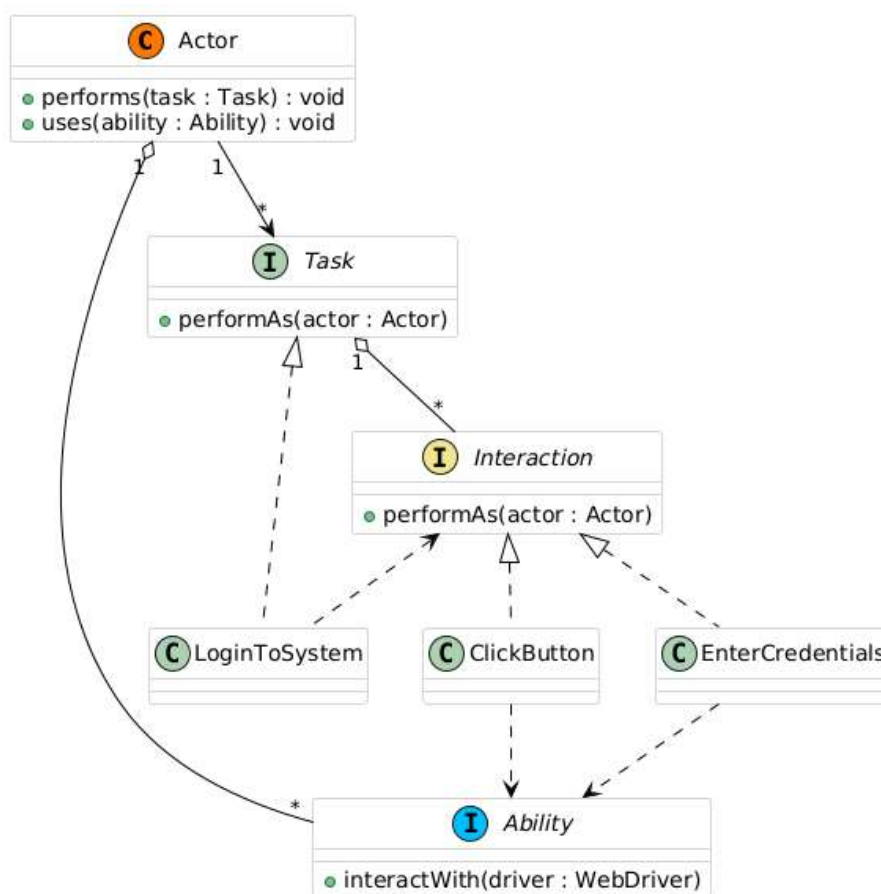 C Actor
performs(task : Task) : void
uses(ability : Ability) : void
1 1
*
I Task
performAs(actor : Actor)
1
*
I Interaction
performAs(actor : Actor)
C LoginToSystem C ClickButton C EnterCredentials
*
I Ability
interactWith(driver : WebDriver)